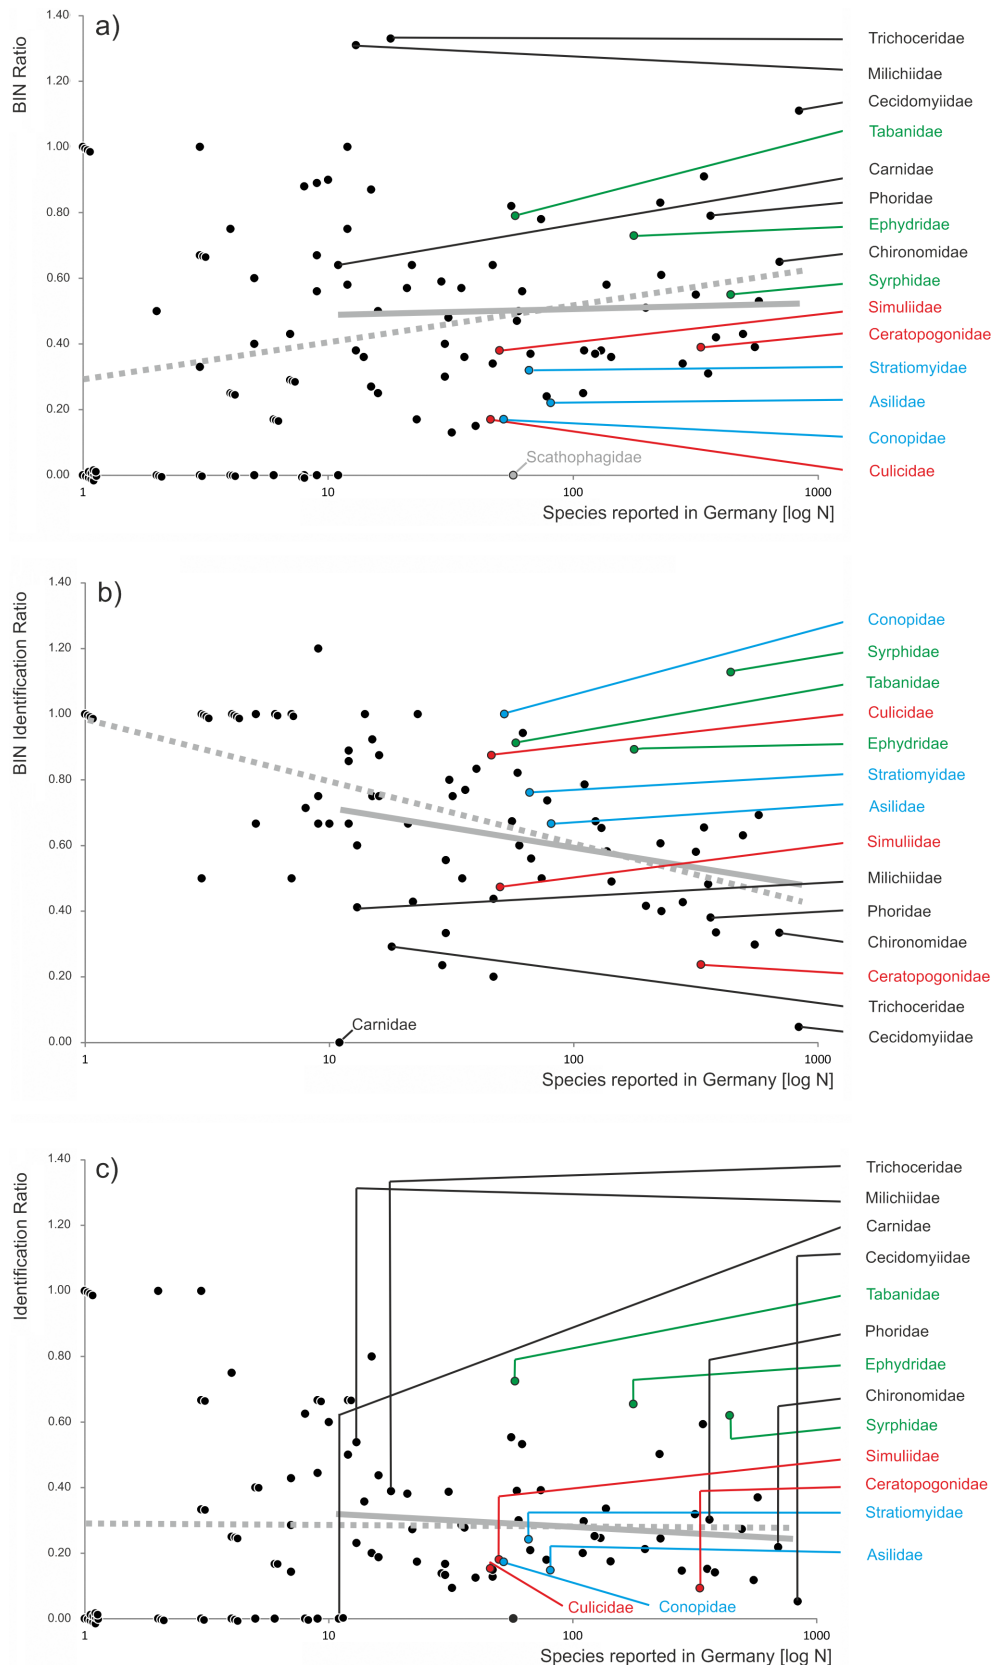 a)
BIN Ratio
1.40
1.20
1.00
0.80
0.60
0.40
0.20
0.00
1
10
100
1000
Species reported in Germany [log N]
Trichoceridae
Milichiidae
Cecidomyiidae
Tabanidae
Carnidae
Phoridae
Ephydridae
Chironomidae
Syrphidae
Simuliidae
Ceratopogonidae
Stratiomyidae
Asilidae
Conopidae
Culicidae
Scathophagidae
b)
BIN Identification Ratio
1.40
1.20
1.00
0.80
0.60
0.40
0.20
0.00
1
10
100
1000
Species reported in Germany [log N]
Conopidae
Syrphidae
Tabanidae
Culicidae
Ephydridae
Stratiomyidae
Asilidae
Simuliidae
Milichiidae
Phoridae
Chironomidae
Ceratopogonidae
Trichoceridae
Cecidomyiidae
Carnidae
c)
Identification Ratio
1.40
1.20
1.00
0.80
0.60
0.40
0.20
0.00
1
10
100
1000
Species reported in Germany [log N]
Trichoceridae
Milichiidae
Carnidae
Cecidomyiidae
Tabanidae
Phoridae
Ephydridae
Chironomidae
Syrphidae
Simuliidae
Ceratopogonidae
Stratiomyidae
Asilidae
Culicidae
Conopidae